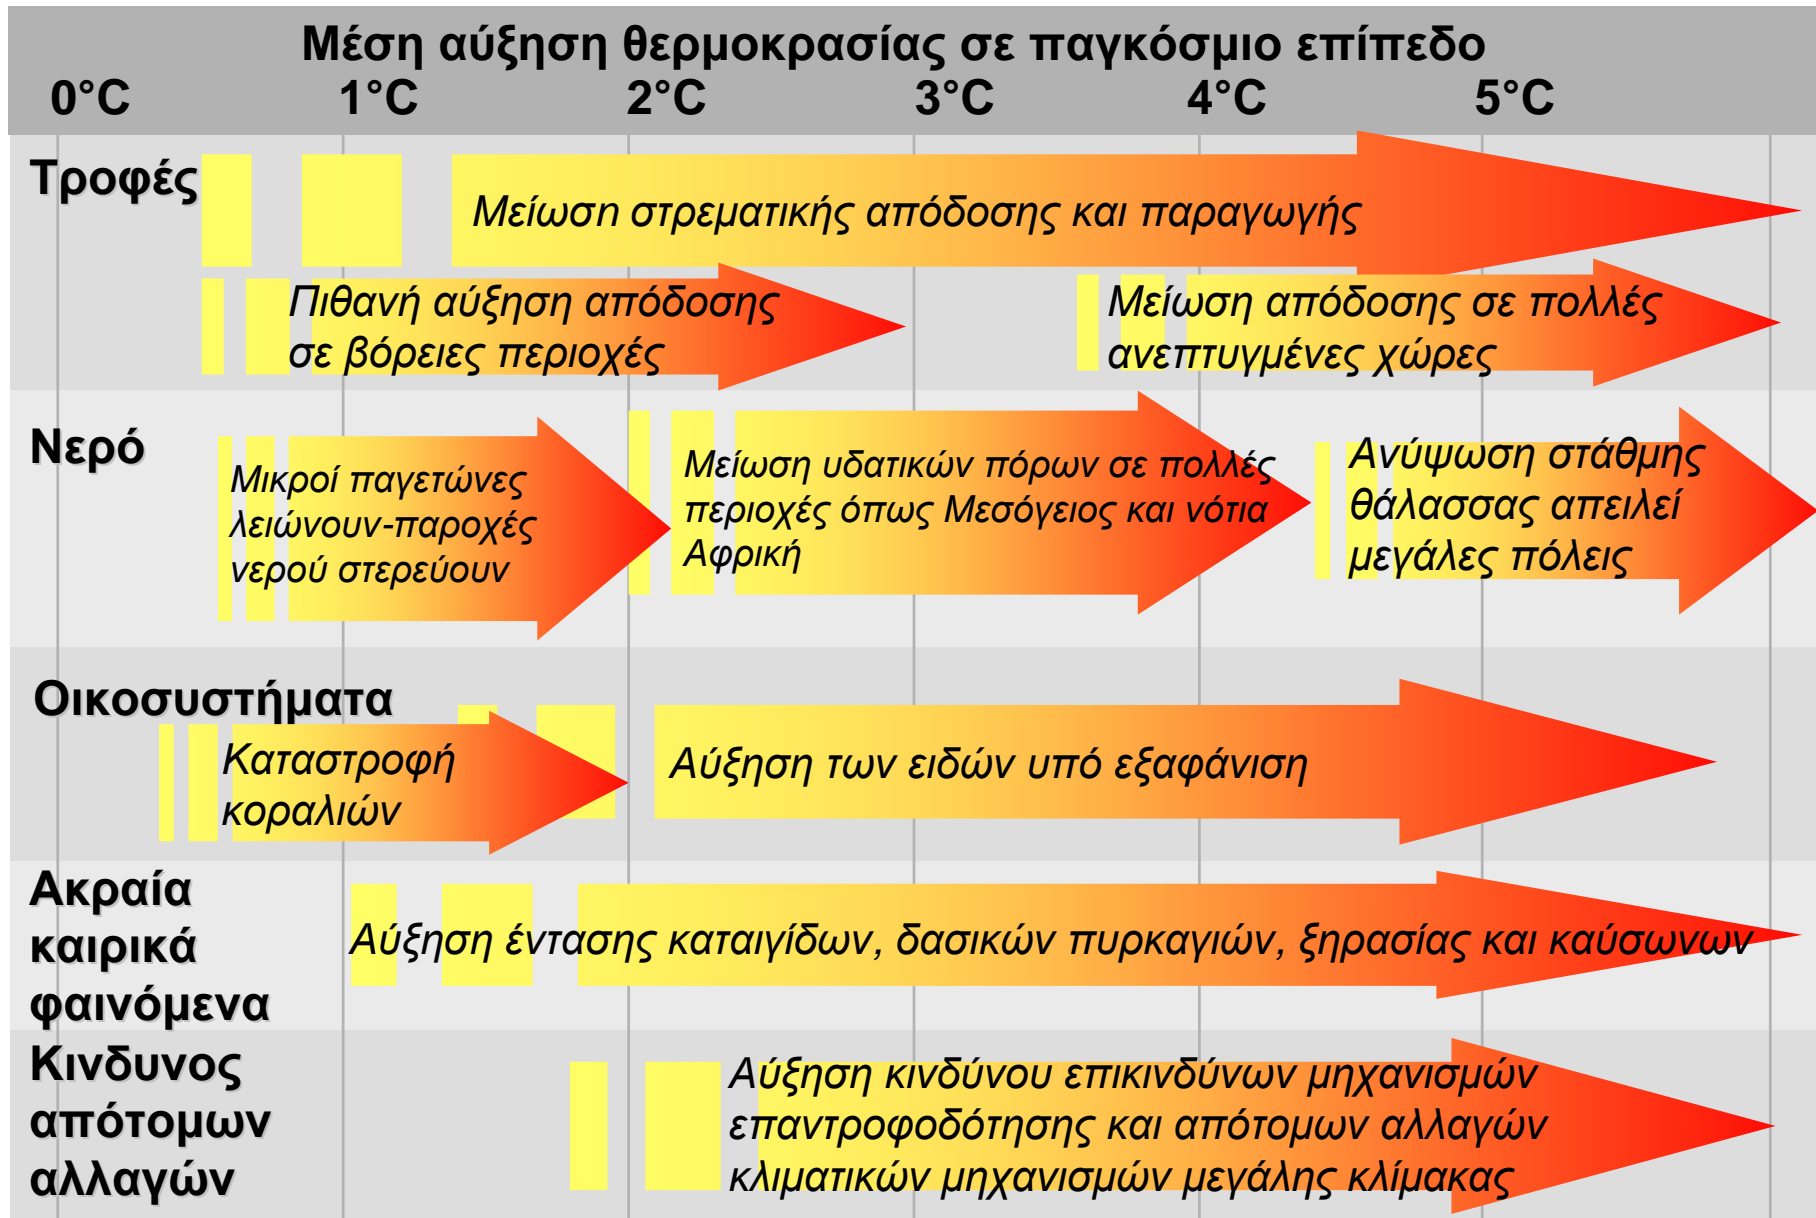 Μέση αύξηση θερμοκρασίας σε παγκόσμιο επίπεδο
0°C 1°C 2°C 3°C 4°C 5°C
Τροφές
Μείωση στρεματικής απόδοσης και παραγωγής
Πιθανή αύξηση απόδοσης
σε βόρειες περιοχές
Μείωση απόδοσης σε πολλές
ανεπτυγμένες χώρες
Νερό
Μικροί παγετώνες
λειώνουν-παροχές
νερού στερεύουν
Μείωση υδατικών πόρων σε πολλές
περιοχές όπως Μεσόγειος και νότια
Αφρική
Ανύψωση στάθμης
θάλασσας απειλεί
μεγάλες πόλεις
Οικοσυστήματα
Καταστροφή
κοραλιών
Αύξηση των ειδών υπό εξαφάνιση
Ακραία
καιρικά
φαινόμενα
Αύξηση έντασης καταιγίδων, δασικών πυρκαγιών, ξηρασίας και καύσωνων
Κινδυνος
απότομων
αλλαγών
Αύξηση κινδύνου επικινδύνων μηχανισμών
επαντροφοδότησης και απότομων αλλαγών
κλιματικών μηχανισμών μεγάλης κλίμακας